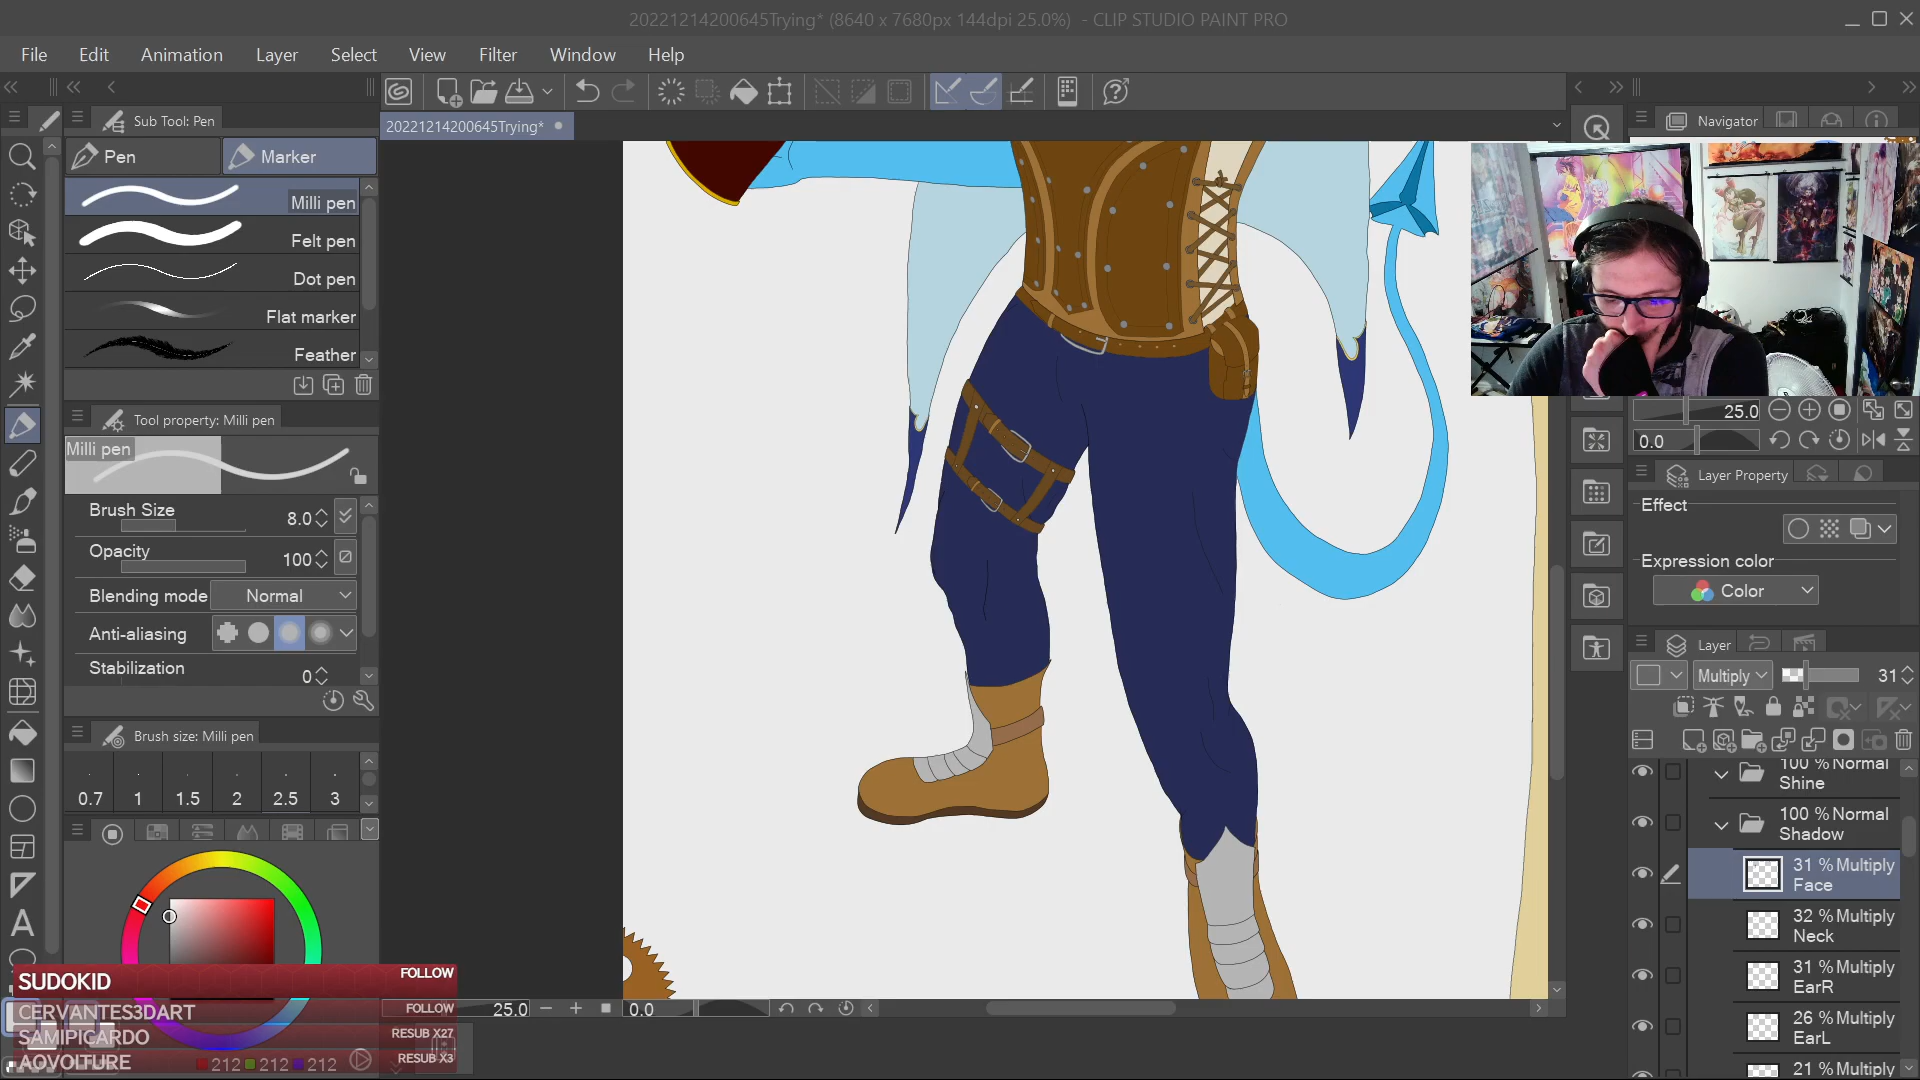 20221214200645Trying* (8640 x 7680px 144dpi 25.0%) - CLIP STUDIO PAINT PRO
File Edit Animation Layer Select View Filter Window Help
Sub Tool: Pen
20221214200645Trying*
Navigator
Pen
Marker
Milli pen
Felt pen
Dot pen
Flat marker
Feather
Tool property: Milli pen
Milli pen
Brush Size
8.0
Opacity
100
Blending mode
Normal
Anti-aliasing
Stabilization
0
Brush size: Milli pen
0.7
1
1.5
2
2.5
3
25.0
0.0
Layer Property
Effect
Expression color
Color
Layer
Multiply
31
100 %Normal
Shine
100 %Normal
Shadow
31 %Multiply
Face
32 %Multiply
Neck
31 %Multiply
EarR
26 %Multiply
EarL
21 %Multiply
SUDOKID
FOLLOW
CERVANTES3DART
FOLLOW
SAMIPICARDO
RESUB X27
AOVOLTURE
RESUB X3
212
212
212
25.0
0.0